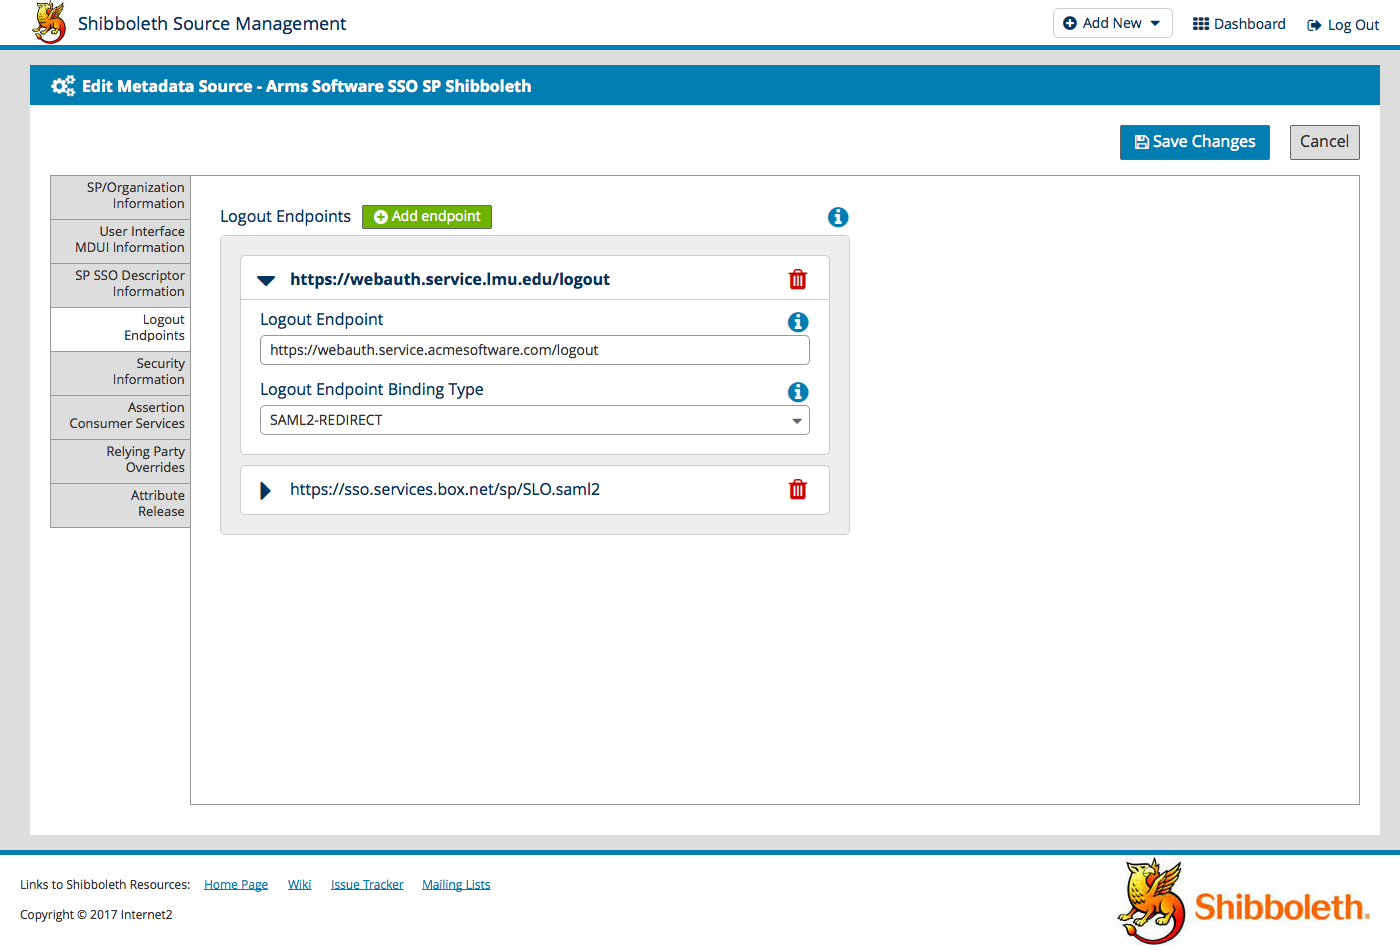 Shibboleth Source Management
Add New
Dashboard
Log Out
Edit Metadata Source - Arms Software SSO SP Shibboleth
Save Changes
Cancel
SP/Organization
Information
User Interface
MDUI Information
SP SSO Descriptor
Information
Logout
Endpoints
Security
Information
Assertion
Consumer Services
Relying Party
Overrides
Attribute
Release
Logout Endpoints
Add endpoint
https://webauth.service.lmu.edu/logout
Logout Endpoint
https://webauth.service.acmesoftware.com/logout
Logout Endpoint Binding Type
SAML2-REDIRECT
https://sso.services.box.net/sp/SLO.saml2
Links to Shibboleth Resources: Home Page Wiki Issue Tracker Mailing Lists
Copyright © 2017 Internet2
Shibboleth.